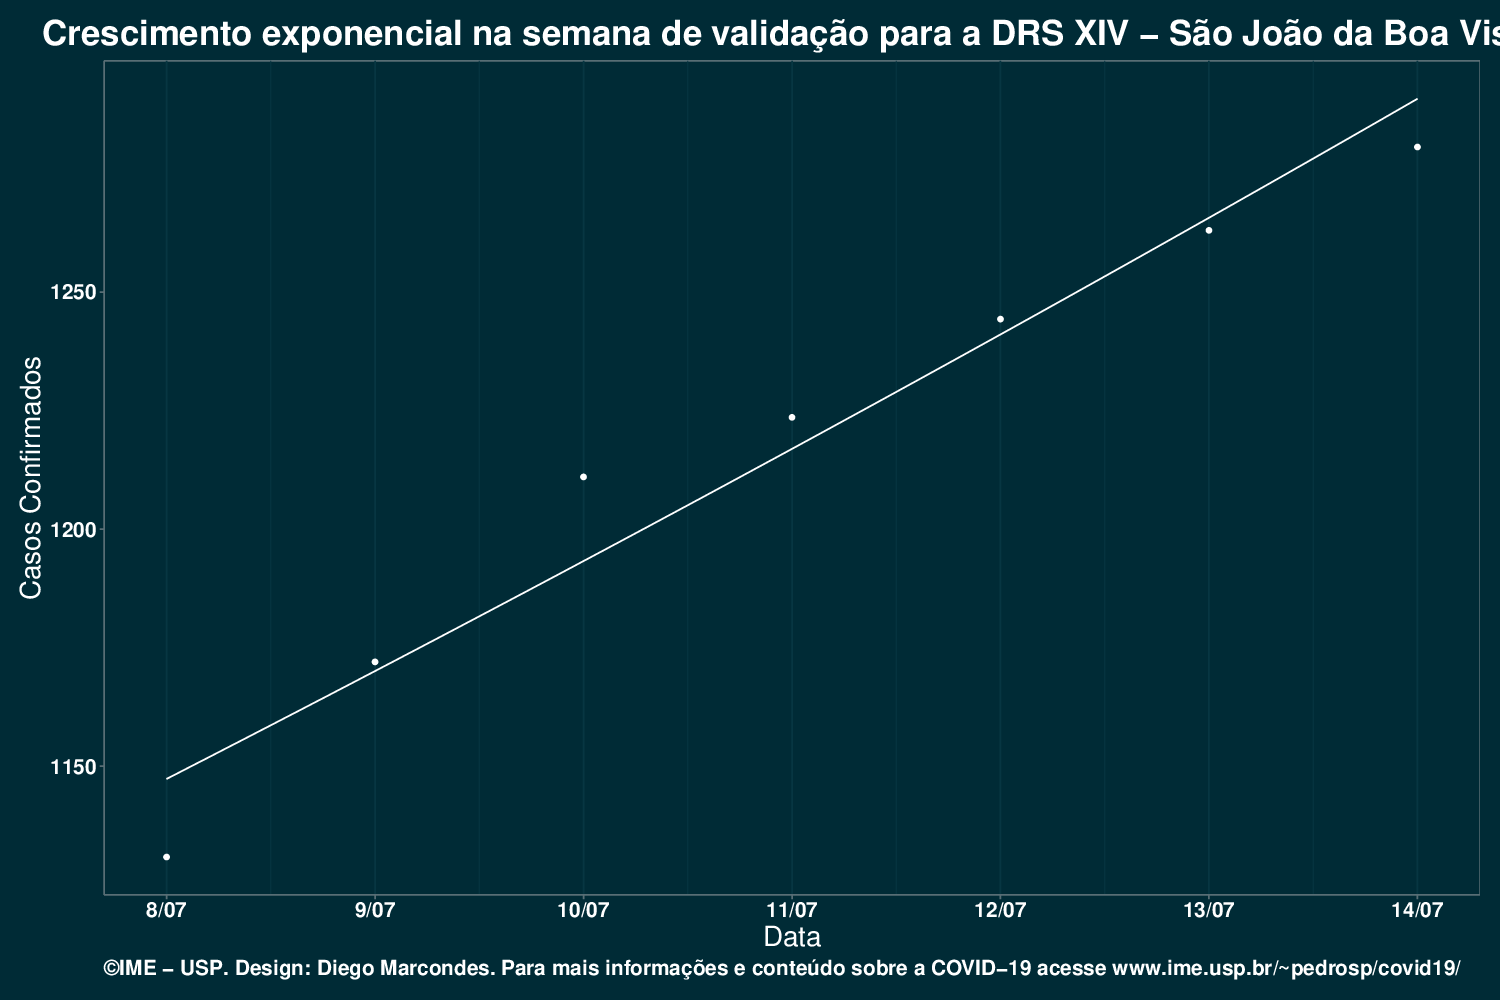 Crescimento exponencial na semana de validação para a DRS XIV − São João da Boa Vis
1250
1200
1150
Casos Confirmados
8/07 9/07 10/07 11/07 12/07 13/07 14/07
Data
©IME − USP. Design: Diego Marcondes. Para mais informações e conteúdo sobre a COVID−19 acesse www.ime.usp.br/~pedrosp/covid19/